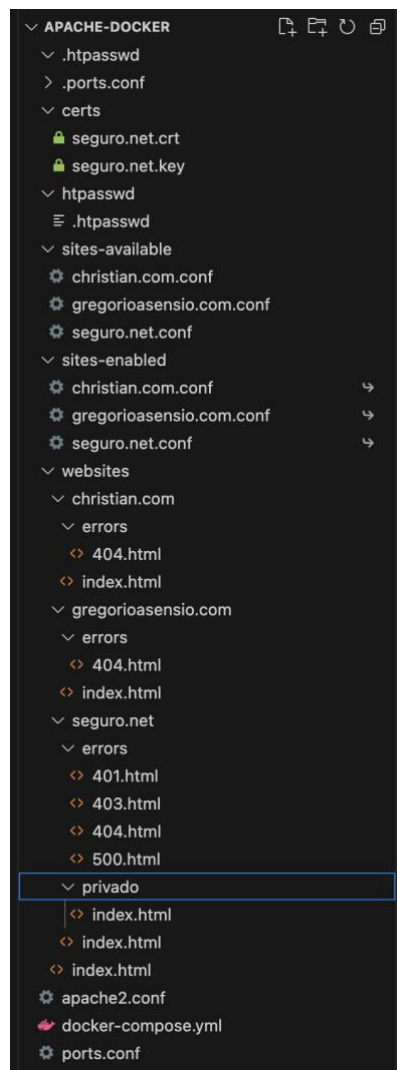 APACHE-DOCKER
.htpasswd
.ports.conf
certs
seguro.net.crt
seguro.net.key
htpasswd
.htpasswd
sites-available
christian.com.conf
gregorioasensio.com.conf
seguro.net.conf
sites-enabled
christian.com.conf
gregorioasensio.com.conf
seguro.net.conf
websites
christian.com
errors
404.html
index.html
gregorioasensio.com
errors
404.html
index.html
seguro.net
errors
401.html
403.html
404.html
500.html
privado
index.html
index.html
index.html
apache2.conf
docker-compose.yml
ports.conf